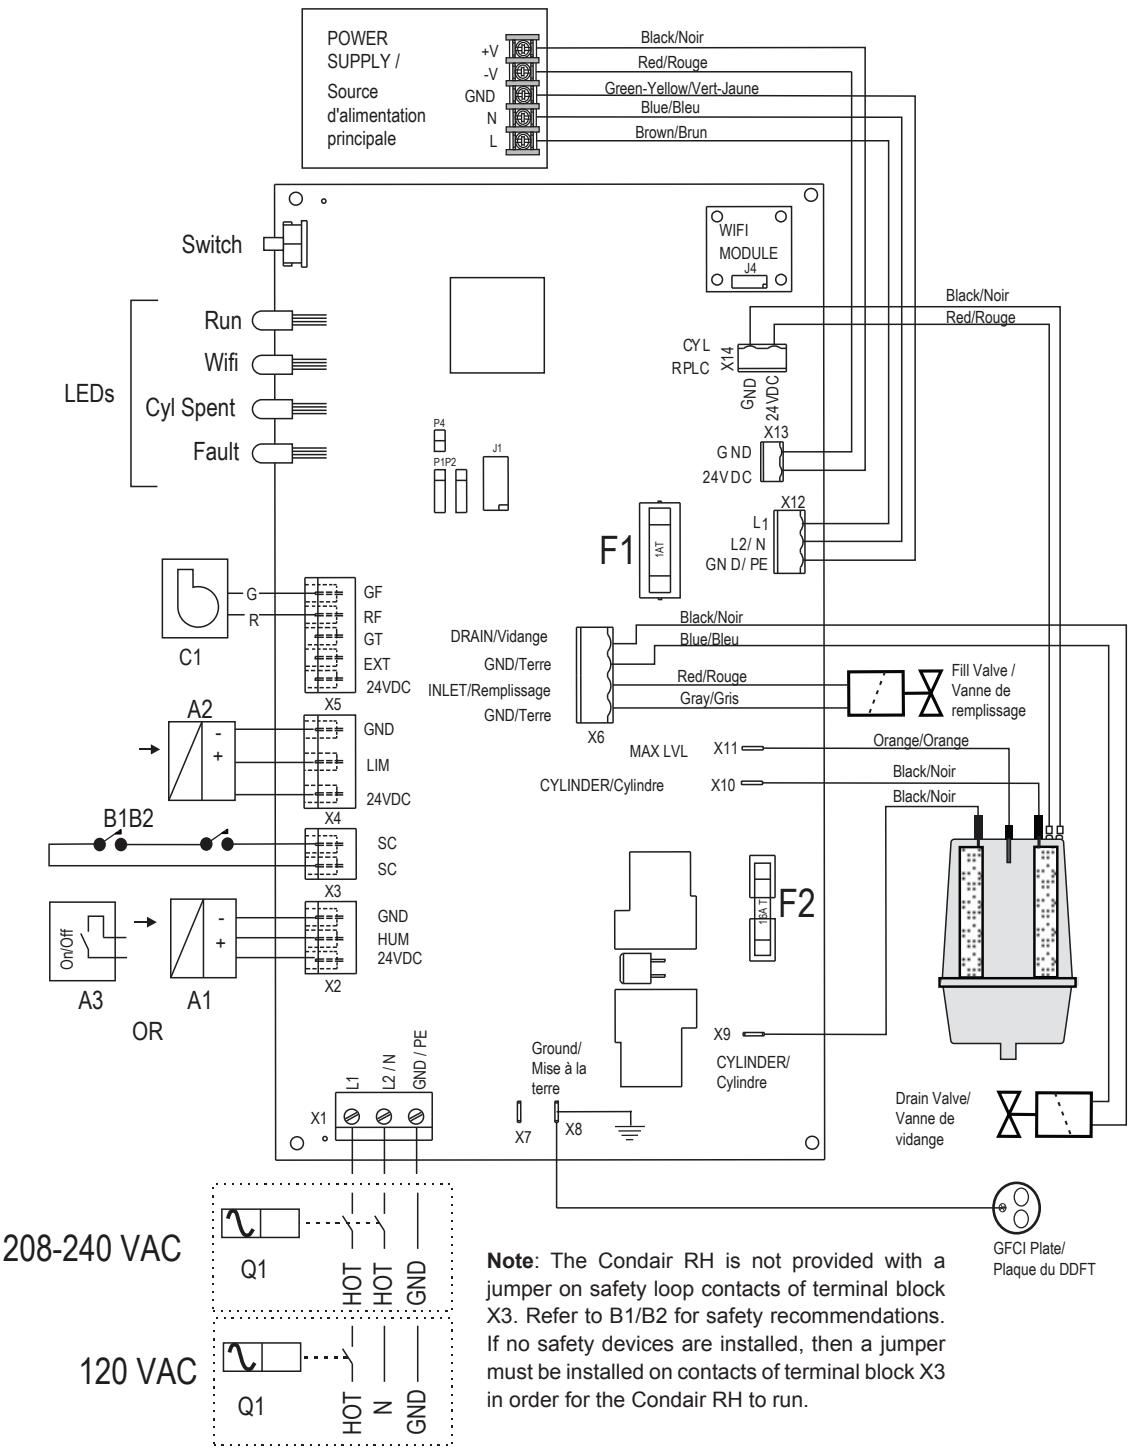 POWER
SUPPLY /
Source
d'alimentation
principale
+V
-V
GND
N
L
Black/Noir
Red/Rouge
Green-Yellow/Vert-Jaune
Blue/Bleu
Brown/Brun
Switch
WIFI
MODULE
J4
LEDs
Run
Wifi
Cyl Spent
Fault
Black/Noir
Red/Rouge
CYL
RPLC
X14
GND
24VDC
P4
P1P2
J1
X13
GND
24VDC
X12
L1
L2/ N
GN D/ PE
F1
1AT
C1
G
R
GF
RF
GT
EXT
24VDC
X5
DRAIN/Vidange
GND/Terre
INLET/Remplissage
GND/Terre
X6
Black/Noir
Blue/Bleu
Red/Rouge
Gray/Gris
Fill Valve /
Vanne de
remplissage
A2
-
+
GND
LIM
24VDC
X4
MAX LVL
X11
Orange/Orange
CYLINDER/Cylindre
X10
Black/Noir
Black/Noir
B1B2
SC
SC
X3
On/Off
A3
OR
A1
-
+
GND
HUM
24VDC
X2
F2
16A T
X9
CYLINDER/
Cylindre
Ground/
Mise à la
terre
X7
X8
L1
L2 / N
GND / PE
X1
Drain Valve/
Vanne de
vidange
GFCI Plate/
Plaque du DDFT
208-240 VAC
Q1
HOT
HOT
GND
120 VAC
Q1
HOT
N
GND
Note: The Condair RH is not provided with a
jumper on safety loop contacts of terminal block
X3. Refer to B1/B2 for safety recommendations.
If no safety devices are installed, then a jumper
must be installed on contacts of terminal block X3
in order for the Condair RH to run.